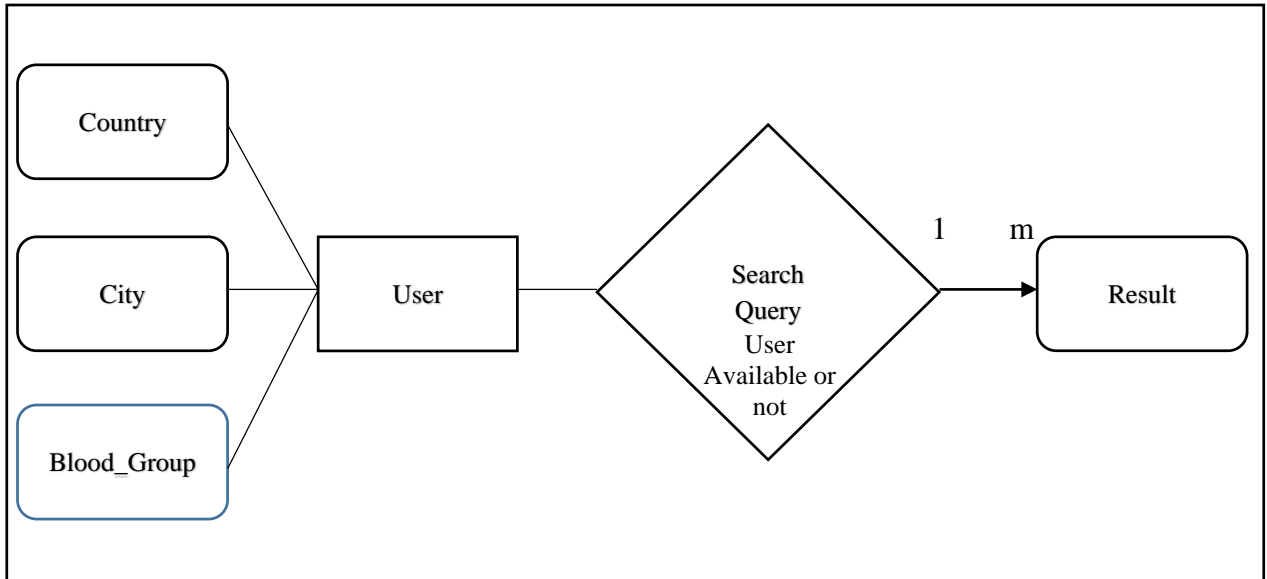 Country
City
Blood_Group
User
Search
Query
User
Available or
not
1
m
Result